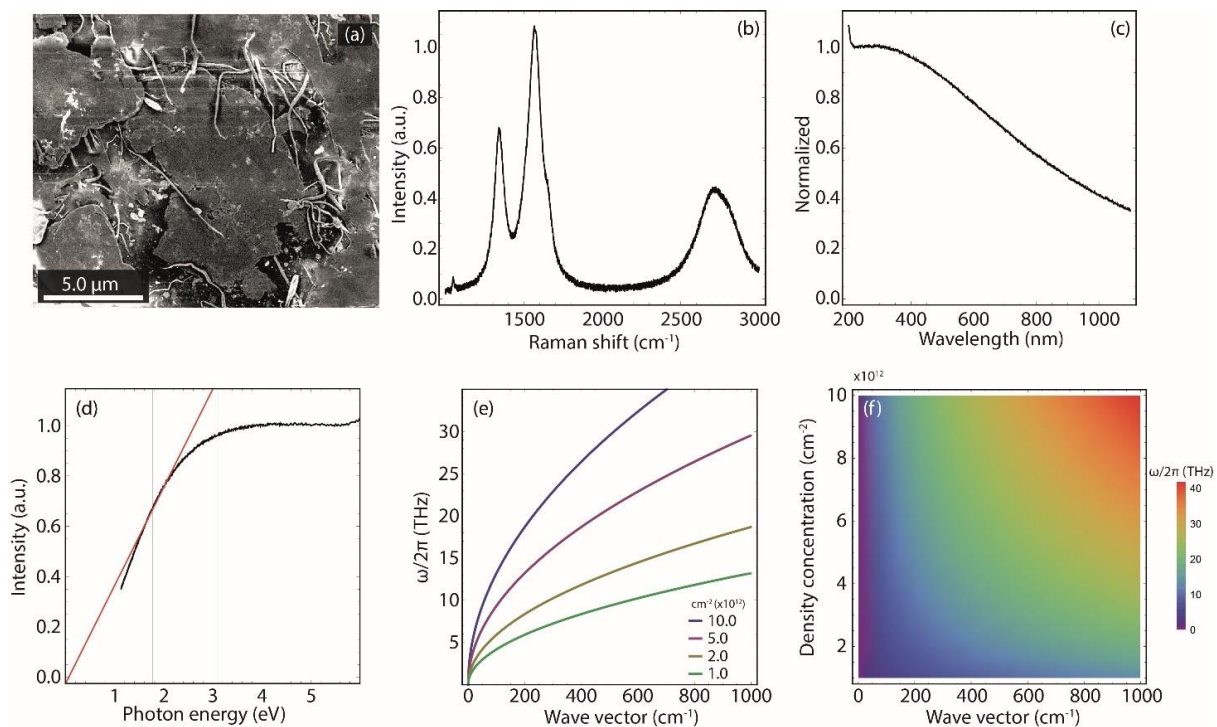 (a)
5.0 µm
(b)
Intensity (a.u.)
1.0
0.8
0.6
0.4
0.2
0.0
1500 2000 2500 3000
Raman shift (cm⁻¹)
(c)
Normalized
1.0
0.8
0.6
0.4
0.2
0.0
200 400 600 800 1000
Wavelength (nm)
(d)
Intensity (a.u.)
1.0
0.8
0.6
0.4
0.2
0.0
1 2 3 4 5
Photon energy (eV)
(e)
ω/2π (THz)
30
25
20
15
10
5
cm⁻² (x10¹²)
10.0
5.0
2.0
1.0
0 200 400 600 800 1000
Wave vector (cm⁻¹)
x10¹²
(f)
Density concentration (cm⁻²)
10
8
6
4
2
0 200 400 600 800 1000
Wave vector (cm⁻¹)
ω/2π (THz)
40
30
20
10
0